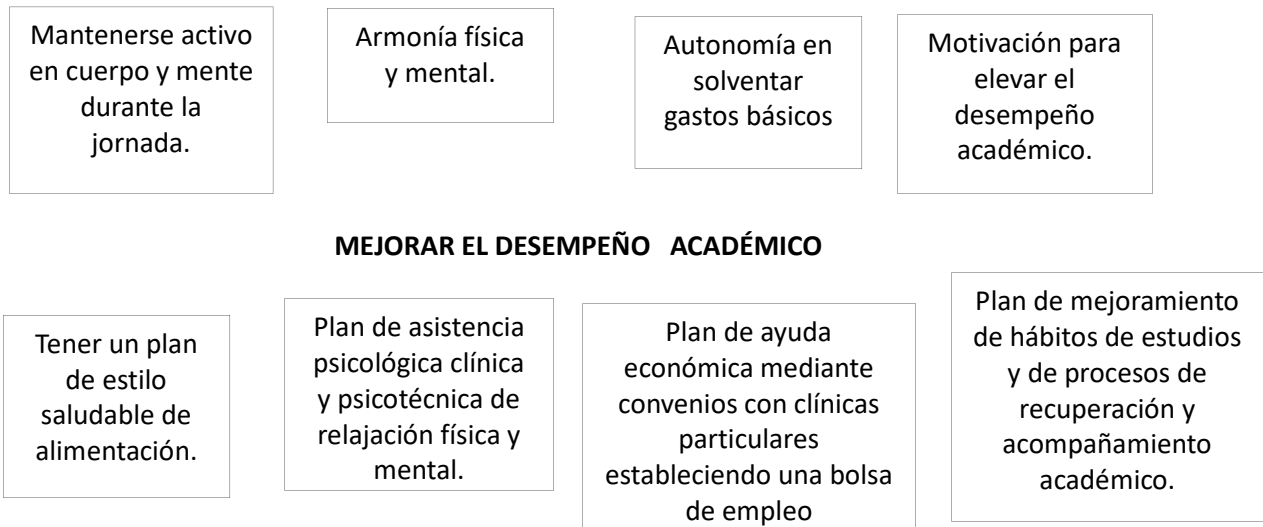 Mantenerse activo
en cuerpo y mente
durante la
jornada.
Armonía física
y mental.
Autonomía en
solventar
gastos básicos
Motivación para
elevar el
desempeño
académico.
MEJORAR EL DESEMPEÑO ACADÉMICO
Tener un plan
de estilo
saludable de
alimentación.
Plan de asistencia
psicológica clínica
y psicotécnica de
relajación física y
mental.
Plan de ayuda
económica mediante
convenios con clínicas
particulares
estableciendo una bolsa
de empleo
Plan de mejoramiento
de hábitos de estudios
y de procesos de
recuperación y
acompañamiento
académico.